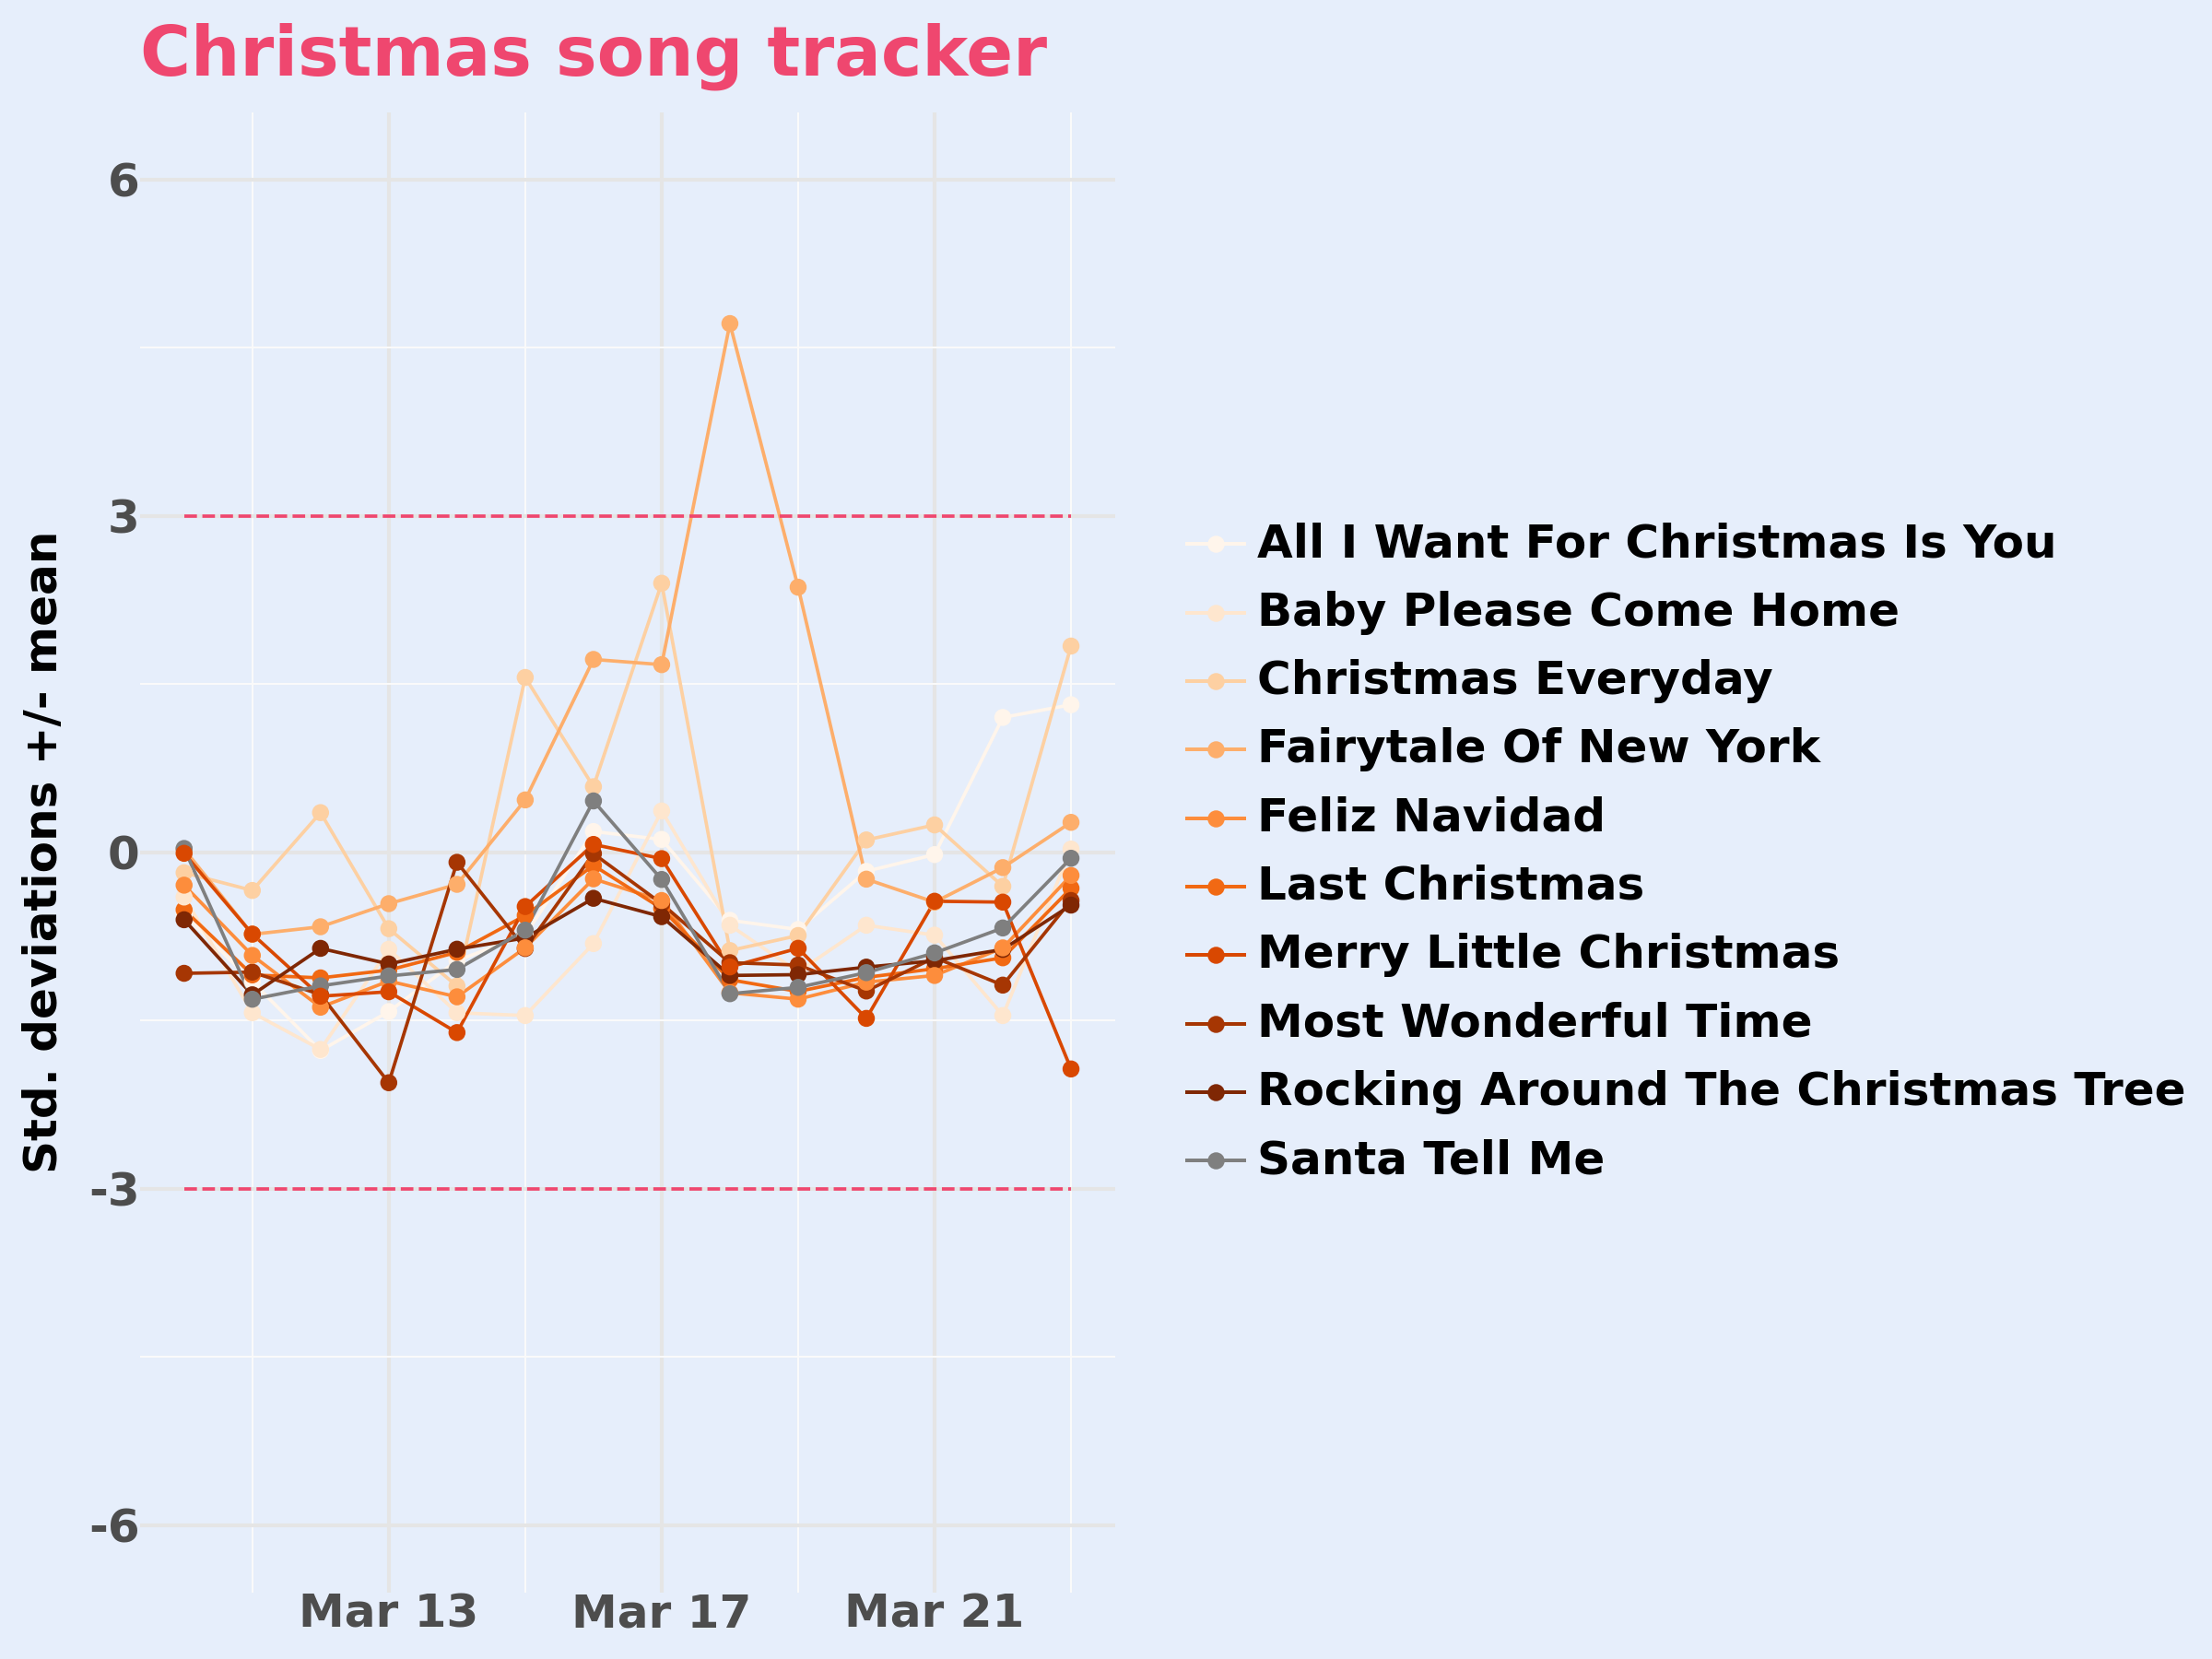 Christmas song tracker
Std. deviations +/- mean
6
3
0
-3
-6
Mar 13
Mar 17
Mar 21
All I Want For Christmas Is You
Baby Please Come Home
Christmas Everyday
Fairytale Of New York
Feliz Navidad
Last Christmas
Merry Little Christmas
Most Wonderful Time
Rocking Around The Christmas Tree
Santa Tell Me